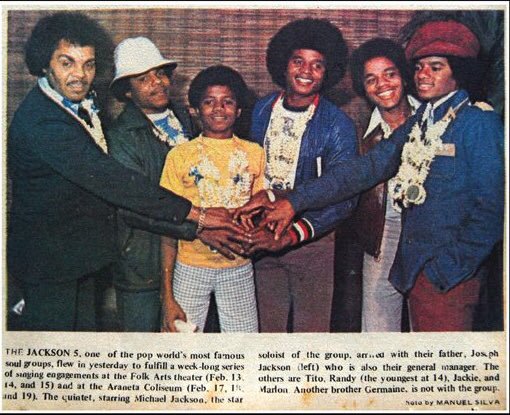 THE JACKSON 5, one of the pop world's most famous
soul groups, flew in yesterday to fulfill a week-long series
of singing engagements at the Folk Arts theater (Feb. 13,
14, and 15) and at the Araneta Coliseum (Feb. 17, 18,
and 19). The quintet, starring Michael Jackson, the star
soloist of the group, arrived with their father, Joseph
Jackson (left) who is also their general manager. The
others are Tito, Randy (the youngest at 14), Jackie, and
Marlon. Another brother Germaine, is not with the group.
Photo by MANUEL SILVA